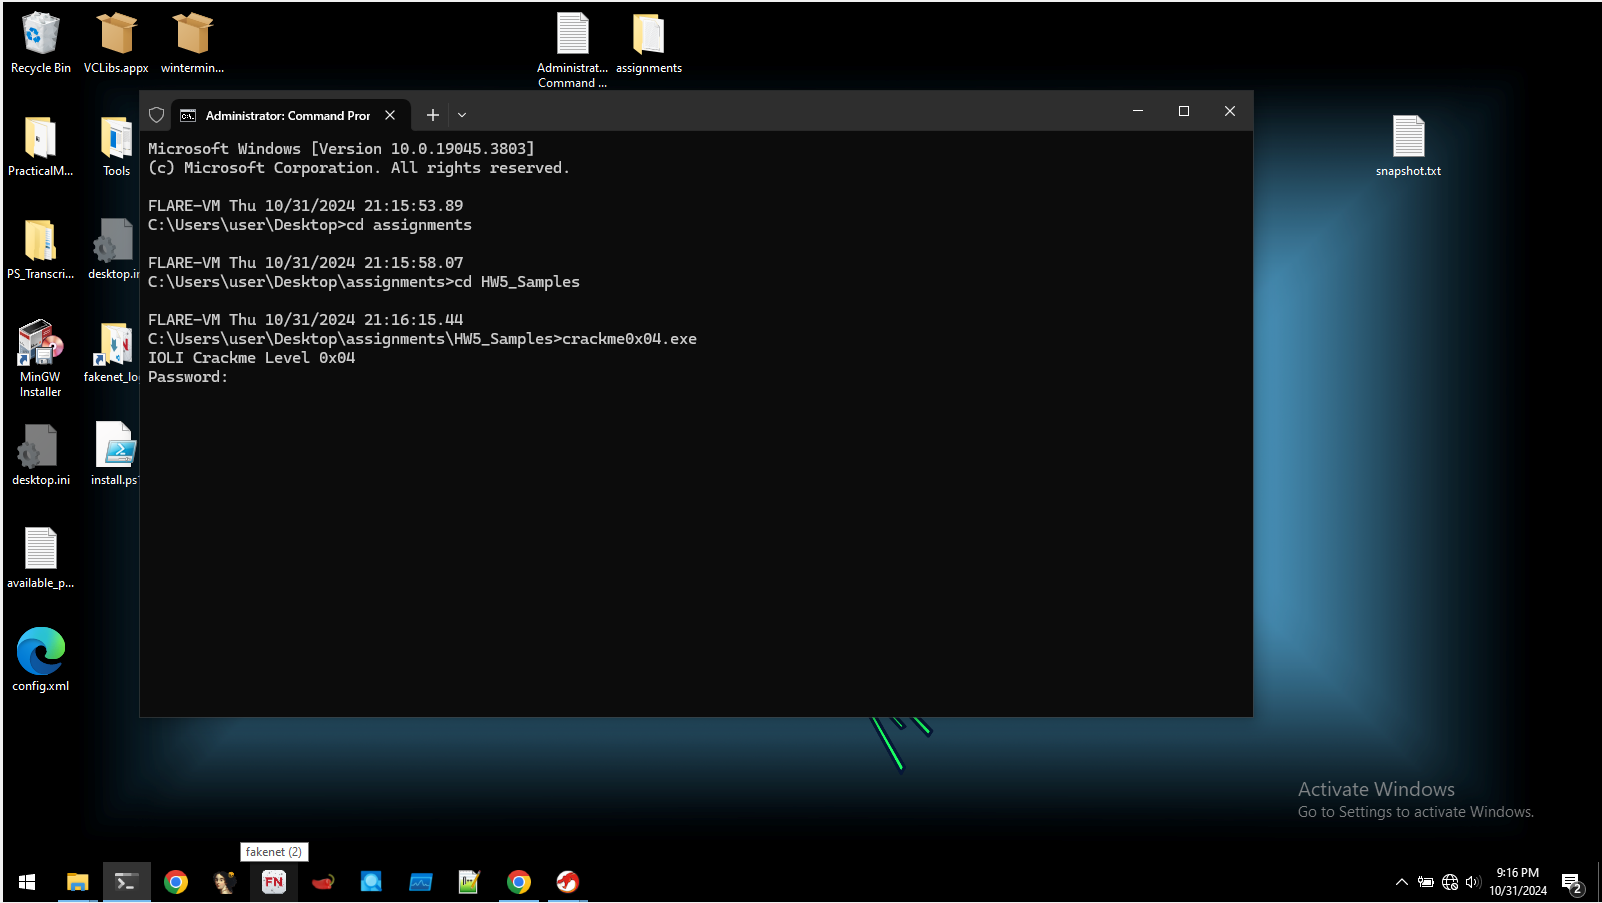 Recycle Bin
VCLibs.appx
wintermin...
Administrat...
Command ...
assignments
PracticalM...
Tools
snapshot.txt
PS_Transcri...
desktop.in
MinGW
Installer
fakenet_lo
desktop.ini
install.ps1
available_p...
config.xml
Administrator: Command Pror
Microsoft Windows [Version 10.0.19045.3803]
(c) Microsoft Corporation. All rights reserved.
FLARE-VM Thu 10/31/2024 21:15:53.89
C:\Users\user\Desktop>cd assignments
FLARE-VM Thu 10/31/2024 21:15:58.07
C:\Users\user\Desktop\assignments>cd HW5_Samples
FLARE-VM Thu 10/31/2024 21:16:15.44
C:\Users\user\Desktop\assignments\HW5_Samples>crackme0x04.exe
IOLI Crackme Level 0x04
Password:
Activate Windows
Go to Settings to activate Windows.
fakenet (2)
FN
9:16 PM
10/31/2024
2